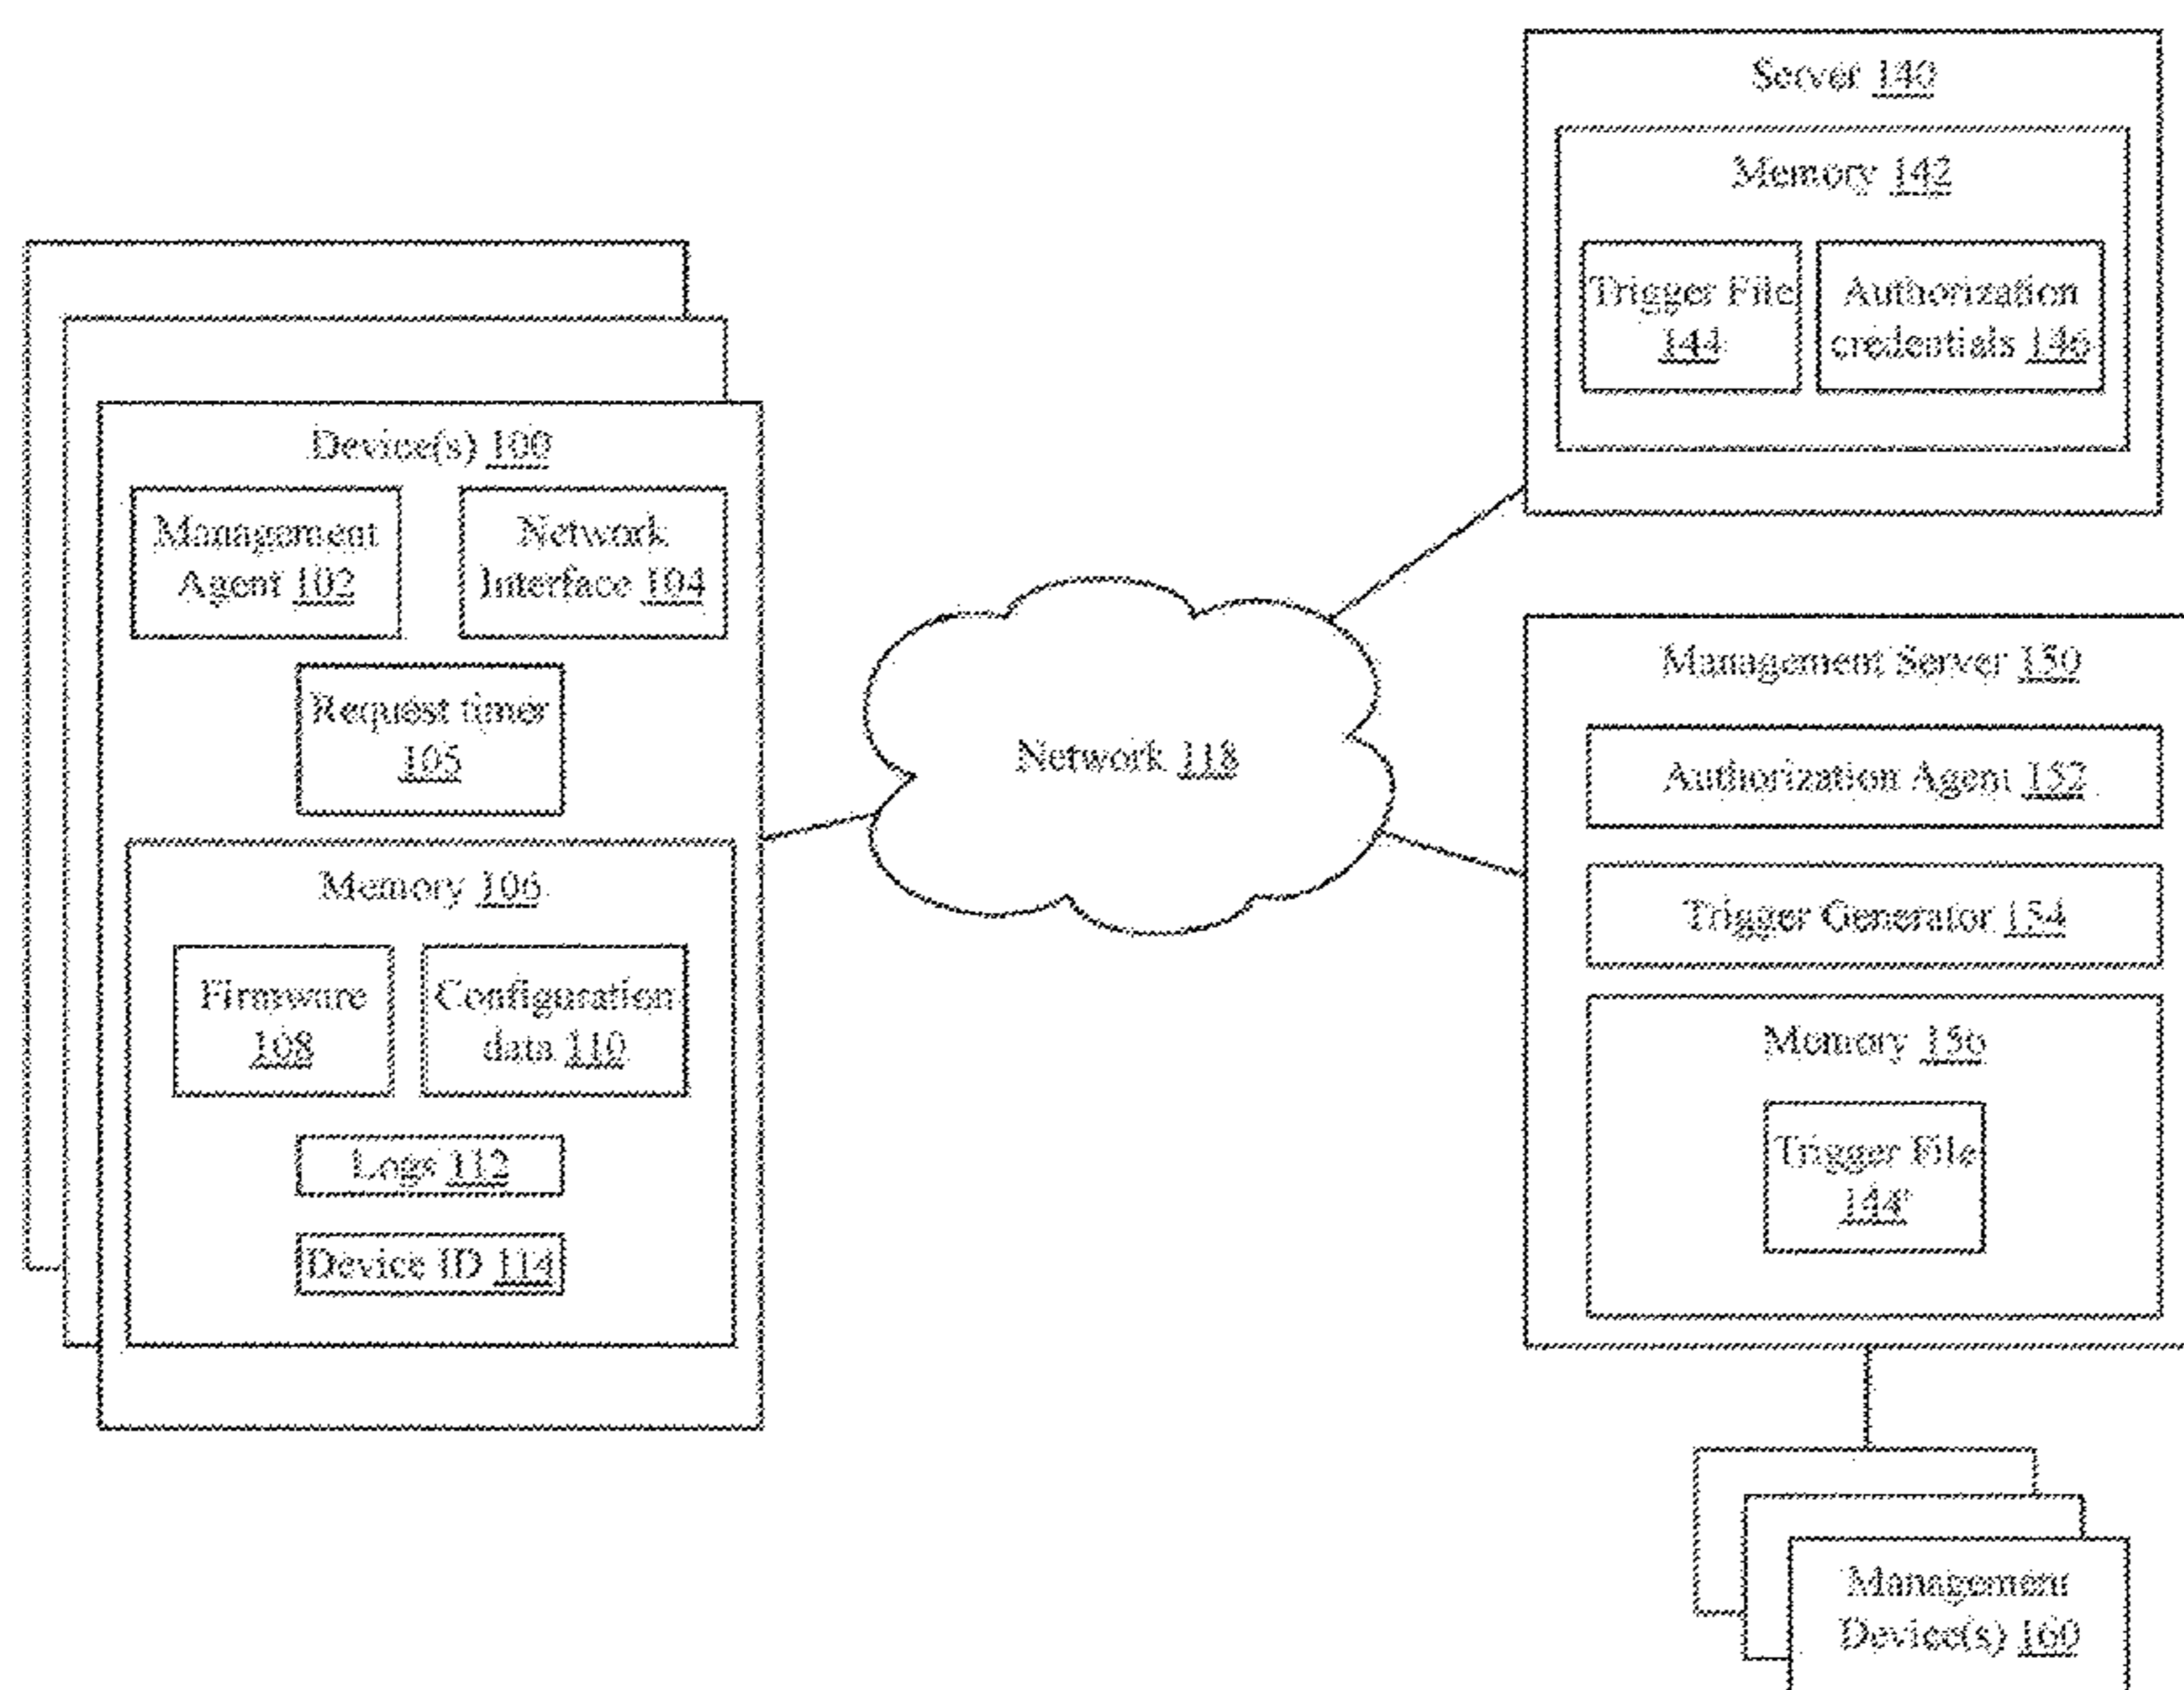 Server 140
Memory 142
Trigger File
144
Authorization
credentials 146
Device(s) 100
Management
Agent 102
Network
Interface 104
Request timer
105
Memory 106
Firmware
108
Configuration
data 110
Logs 112
Device ID 114
Network 118
Management Server 150
Authorization Agent 152
Trigger Generator 154
Memory 156
Trigger File
144'
Management
Device(s) 160